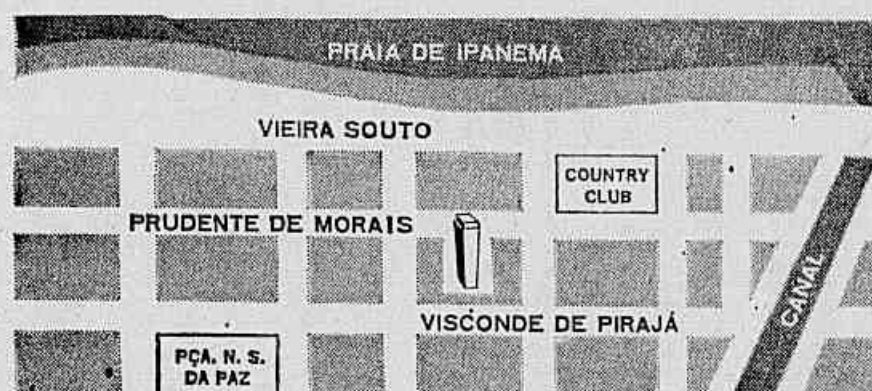 PRAIA DE IPANEMA
VIEIRA SOUTO
COUNTRY
CLUB
PRUDENTE DE MORAIS
CANAL
VISCONDE DE PIRAJÁ
PÇA. N. S.
DA PAZ